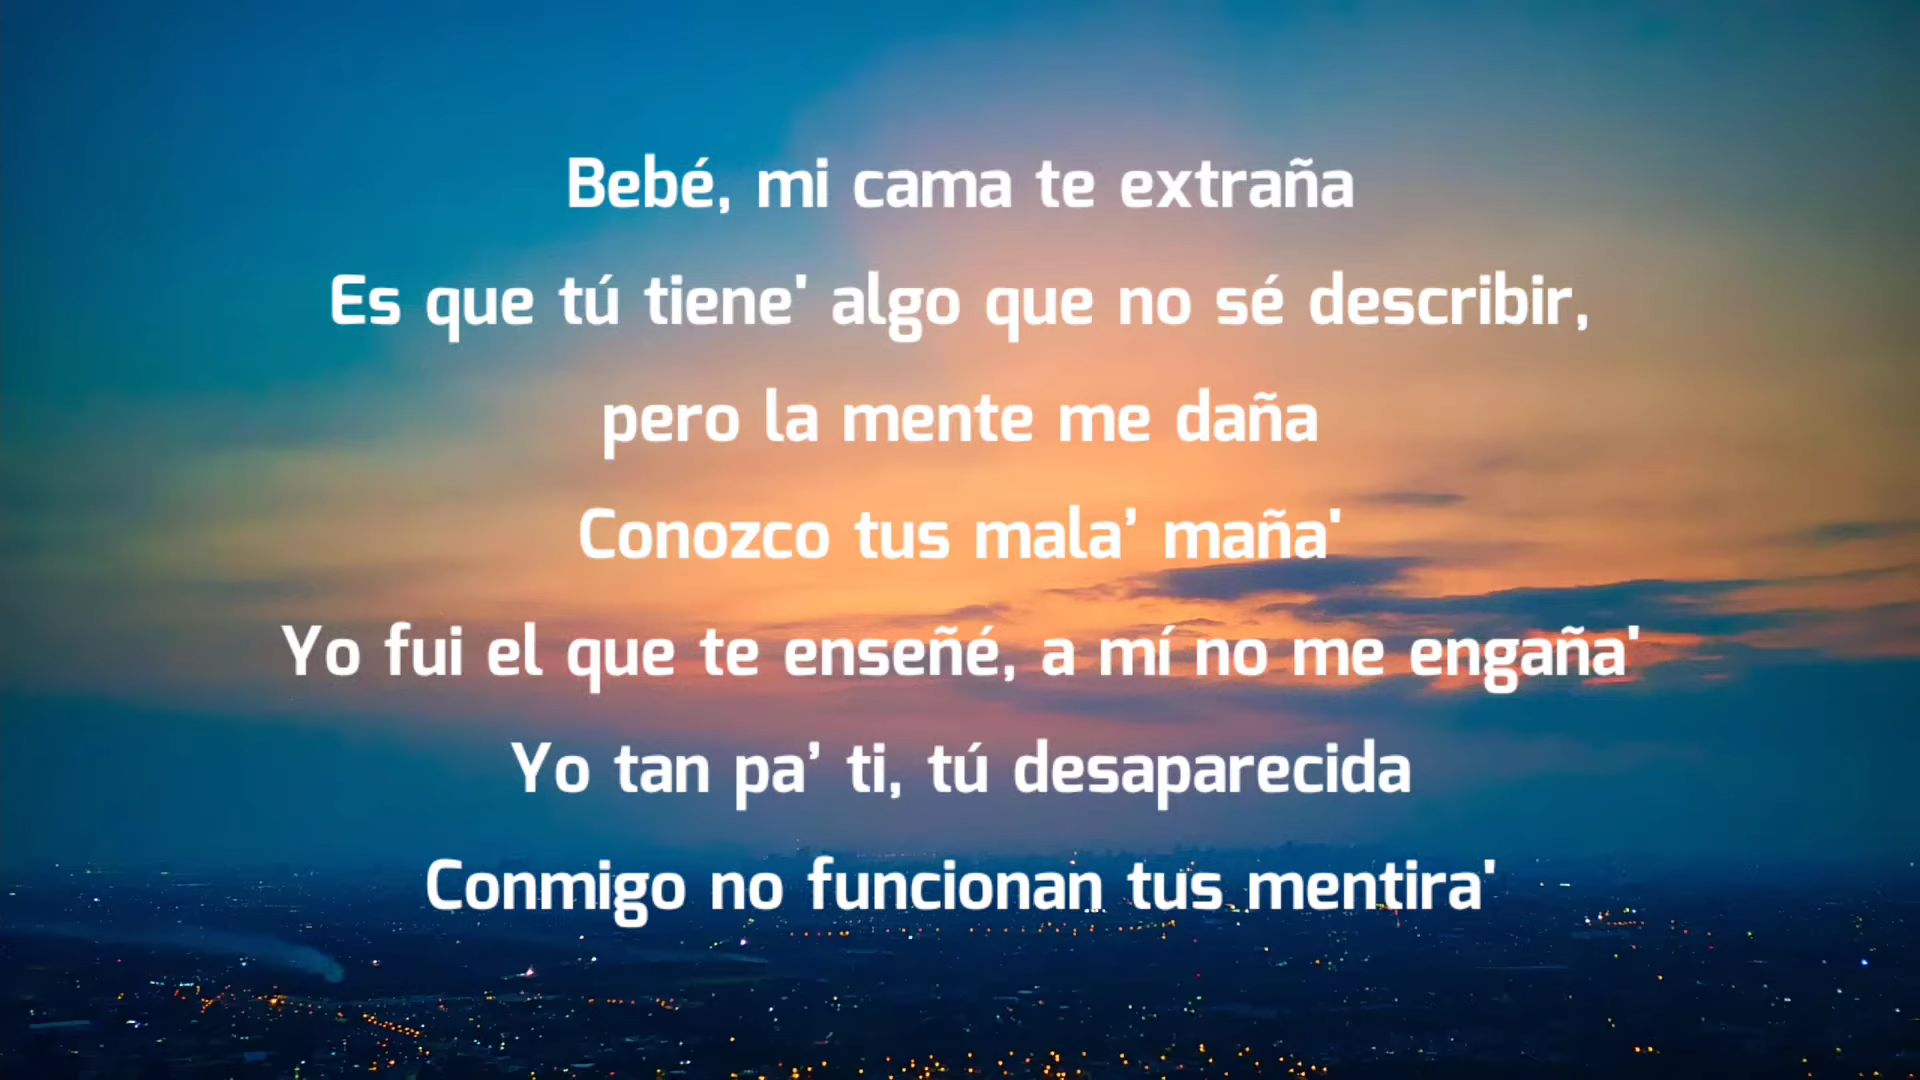 Bebé, mi cama te extraña
Es que tú tiene' algo que no sé describir,
pero la mente me daña
Conozco tus mala’ maña'
Yo fui el que te enseñé, a mí no me engaña'
Yo tan pa’ ti, tú desaparecida
Conmigo no funcionan tus mentira'